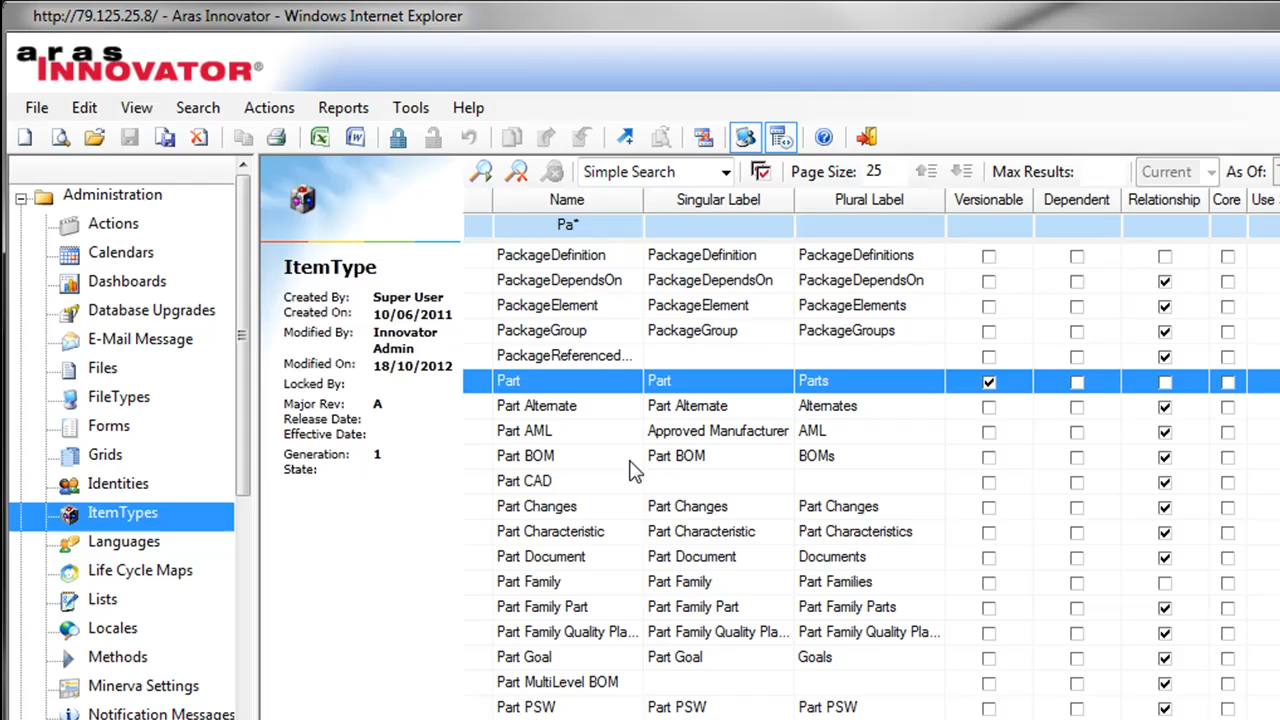 http://79.125.25.8/ - Aras Innovator - Windows Internet Explorer
aras
INNOVATOR®
File Edit View Search Actions Reports Tools Help
Simple Search Page Size: 25 Max Results: Current As Of:
Administration
Actions
Calendars
Dashboards
Database Upgrades
E-Mail Message
Files
FileTypes
Forms
Grids
Identities
ItemTypes
Languages
Life Cycle Maps
Lists
Locales
Methods
Minerva Settings
Notification Messages
ItemType
Created By: Super User
Created On: 10/06/2011
Modified By: Innovator Admin
Modified On: 18/10/2012
Locked By:
Major Rev: A
Release Date:
Effective Date:
Generation: 1
State:
Name Singular Label Plural Label Versionable Dependent Relationship Core Use
Pa*
PackageDefinition PackageDefinition PackageDefinitions
PackageDependsOn PackageDependsOn PackageDependsOn
PackageElement PackageElement PackageElements
PackageGroup PackageGroup PackageGroups
PackageReferenced...
Part Part Parts
Part Alternate Part Alternate Alternates
Part AML Approved Manufacturer AML
Part BOM Part BOM BOMs
Part CAD
Part Changes Part Changes Part Changes
Part Characteristic Part Characteristic Part Characteristics
Part Document Part Document Documents
Part Family Part Family Part Families
Part Family Part Part Family Part Part Family Parts
Part Family Quality Pla... Part Family Quality Pla... Part Family Quality Pla...
Part Goal Part Goal Goals
Part MultiLevel BOM
Part PSW Part PSW Part PSW